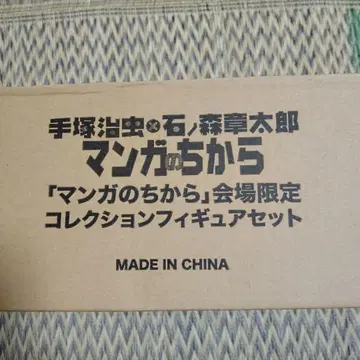 手塚治虫×石ノ森章太郎
マンガのちから
「マンガのちから」会場限定
コレクションフィギュアセット
MADE IN CHINA